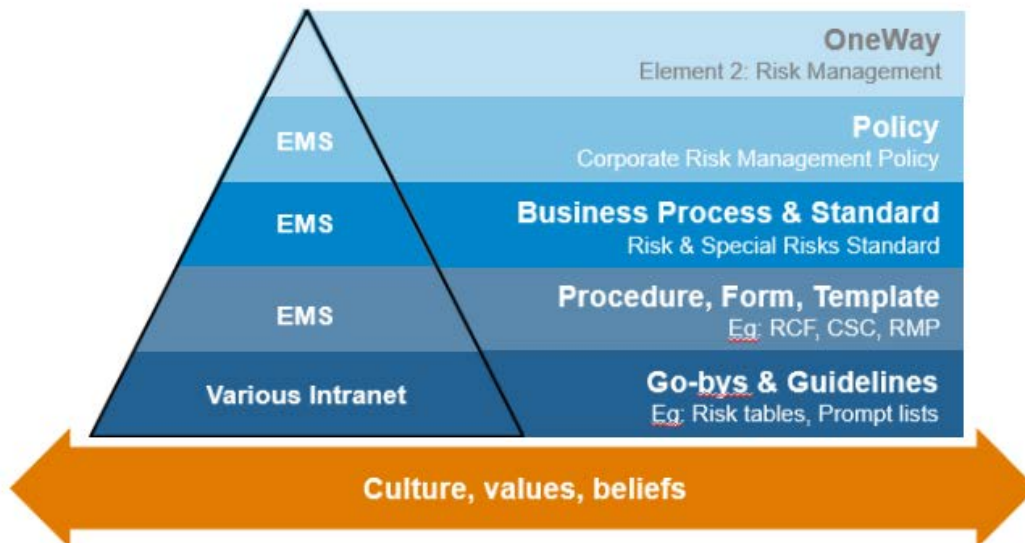 OneWay
Element 2: Risk Management
EMS
Policy
Corporate Risk Management Policy
EMS
Business Process & Standard
Risk & Special Risks Standard
EMS
Procedure, Form, Template
Eg: RCF, CSC, RMP
Various Intranet
Go-bys & Guidelines
Eg: Risk tables, Prompt lists
Culture, values, beliefs